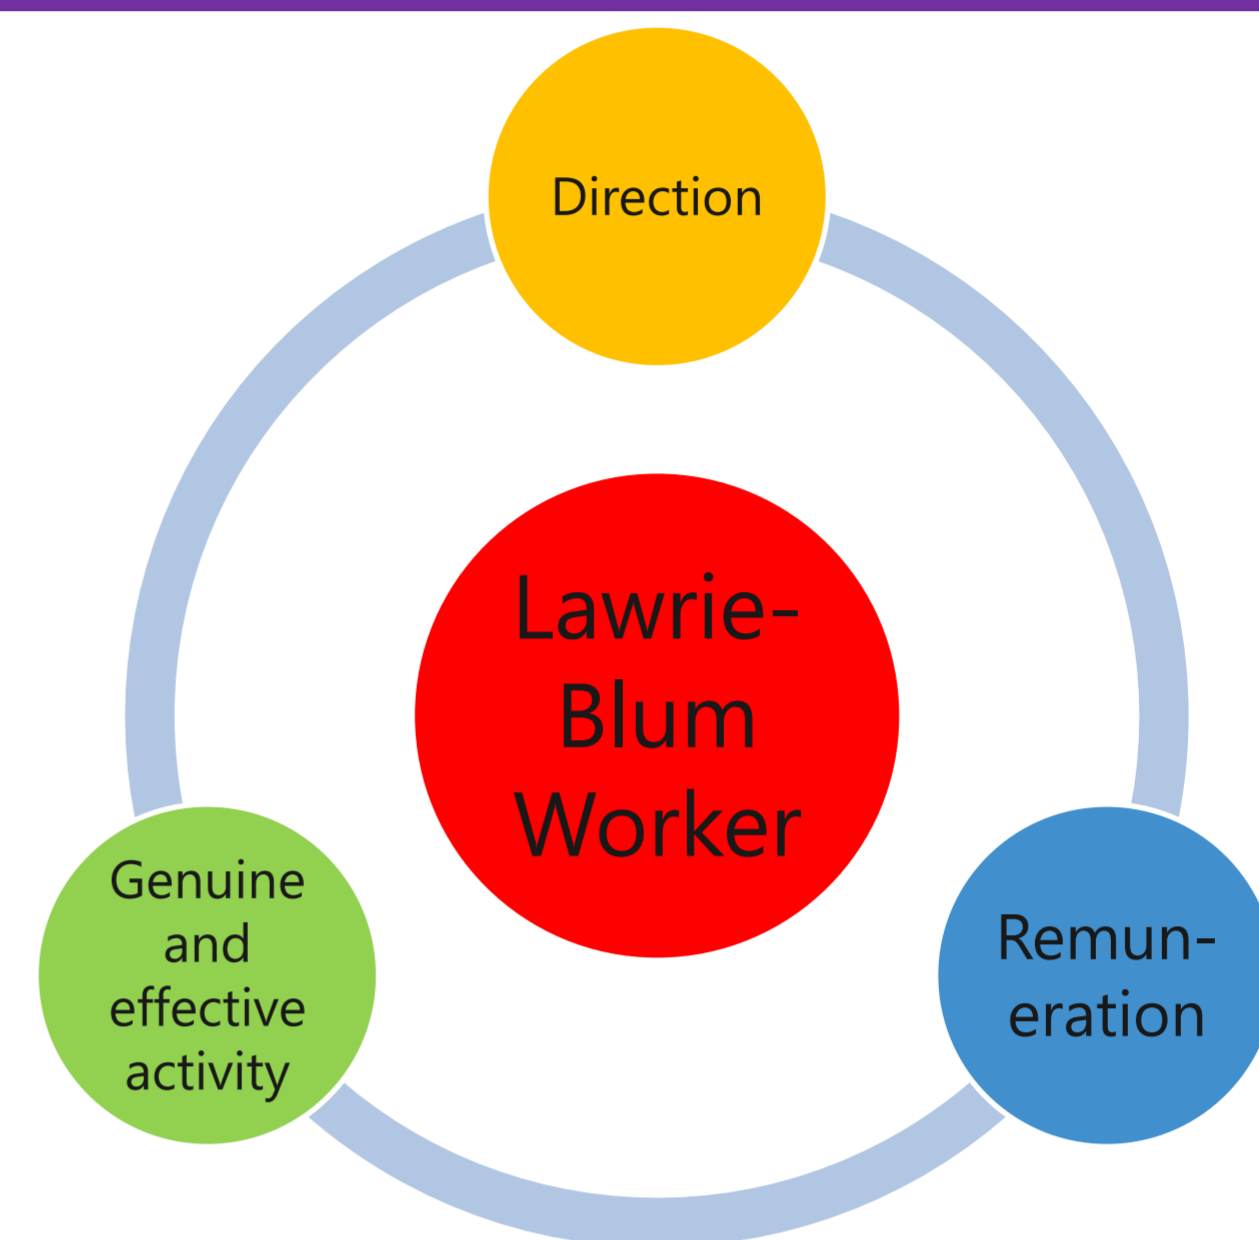 Direction
Lawrie-
Blum
Worker
Genuine
and
effective
activity
Remun-
eration